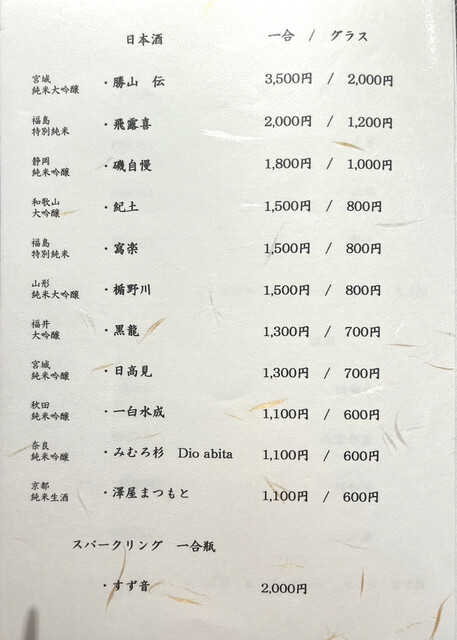 日本酒 一合 / グラス
宮城
純米大吟醸 ・勝山 伝 3,500円 / 2,000円
福島
特別純米 ・飛露喜 2,000円 / 1,200円
静岡
純米吟醸 ・磯自慢 1,800円 / 1,000円
和歌山
大吟醸 ・紀土 1,500円 / 800円
福島
特別純米 ・寫楽 1,500円 / 800円
山形
純米大吟醸 ・楯野川 1,500円 / 800円
福井
大吟醸 ・黒龍 1,300円 / 700円
宮城
純米吟醸 ・日高見 1,300円 / 700円
秋田
純米吟醸 ・一白水成 1,100円 / 600円
奈良
純米吟醸 ・みむろ杉 Dio abita 1,100円 / 600円
京都
純米生酒 ・澤屋まつもと 1,100円 / 600円
スパークリング 一合瓶
・すず音 2,000円